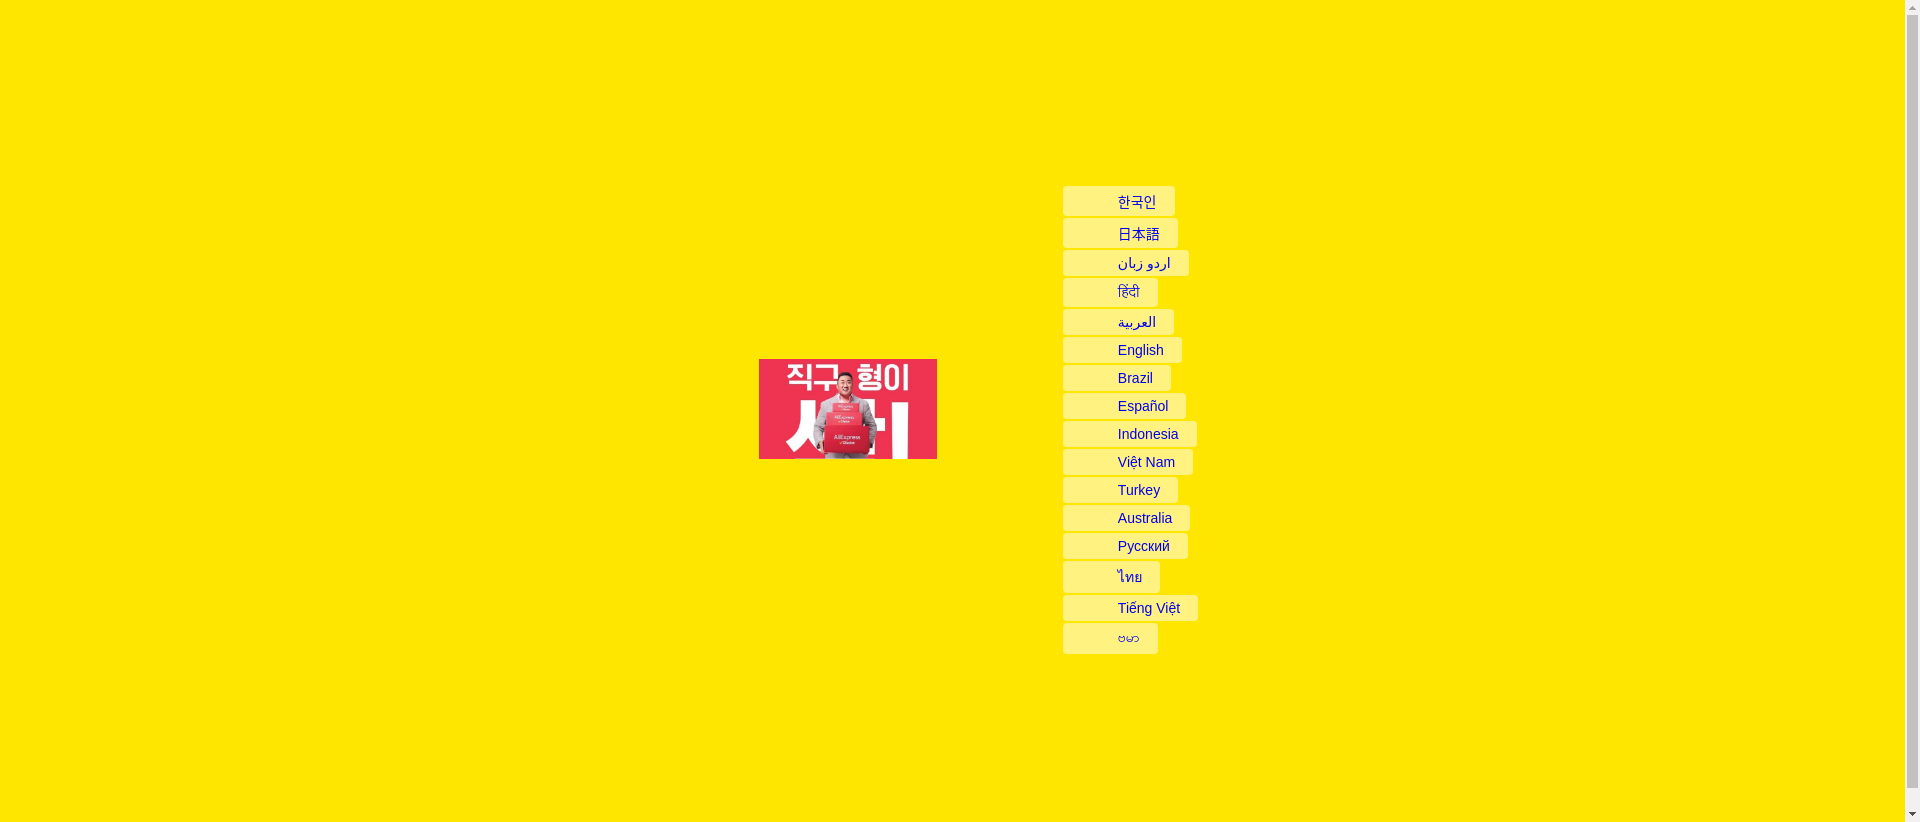 직구 형이
AliExpress
한국인
日本語
اردو زبان
हिंदी
العربية
English
Brazil
Español
Indonesia
Việt Nam
Turkey
Australia
Русский
ไทย
Tiếng Việt
ဗမာ